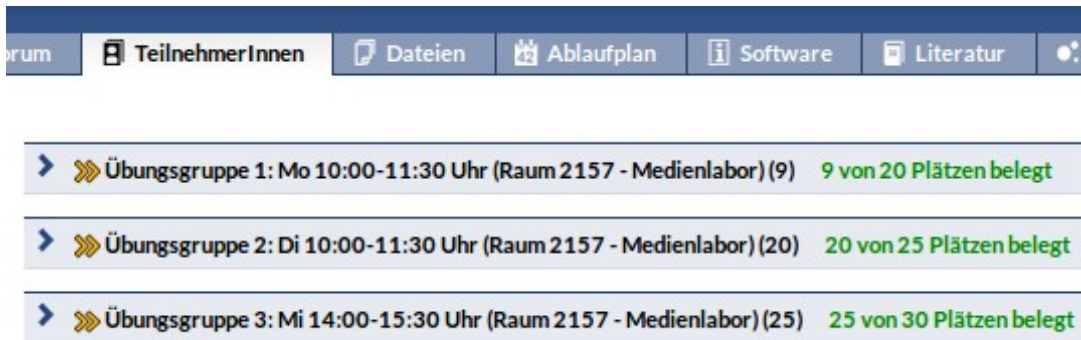 TeilnehmerInnen Dateien Ablaufplan Software Literatur
Übungsgruppe 1: Mo 10:00-11:30 Uhr (Raum 2157 - Medienlabor) (9) 9 von 20 Plätzen belegt
Übungsgruppe 2: Di 10:00-11:30 Uhr (Raum 2157 - Medienlabor) (20) 20 von 25 Plätzen belegt
Übungsgruppe 3: Mi 14:00-15:30 Uhr (Raum 2157 - Medienlabor) (25) 25 von 30 Plätzen belegt